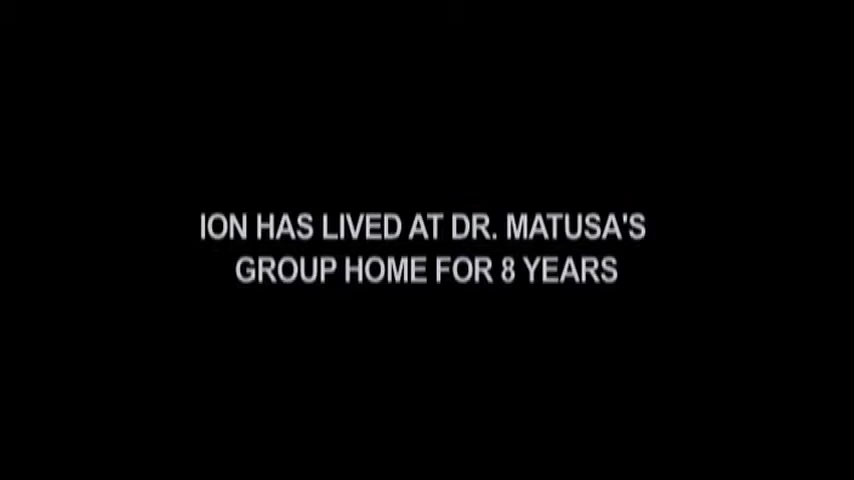 ION HAS LIVED AT DR. MATUSA'S
GROUP HOME FOR 8 YEARS